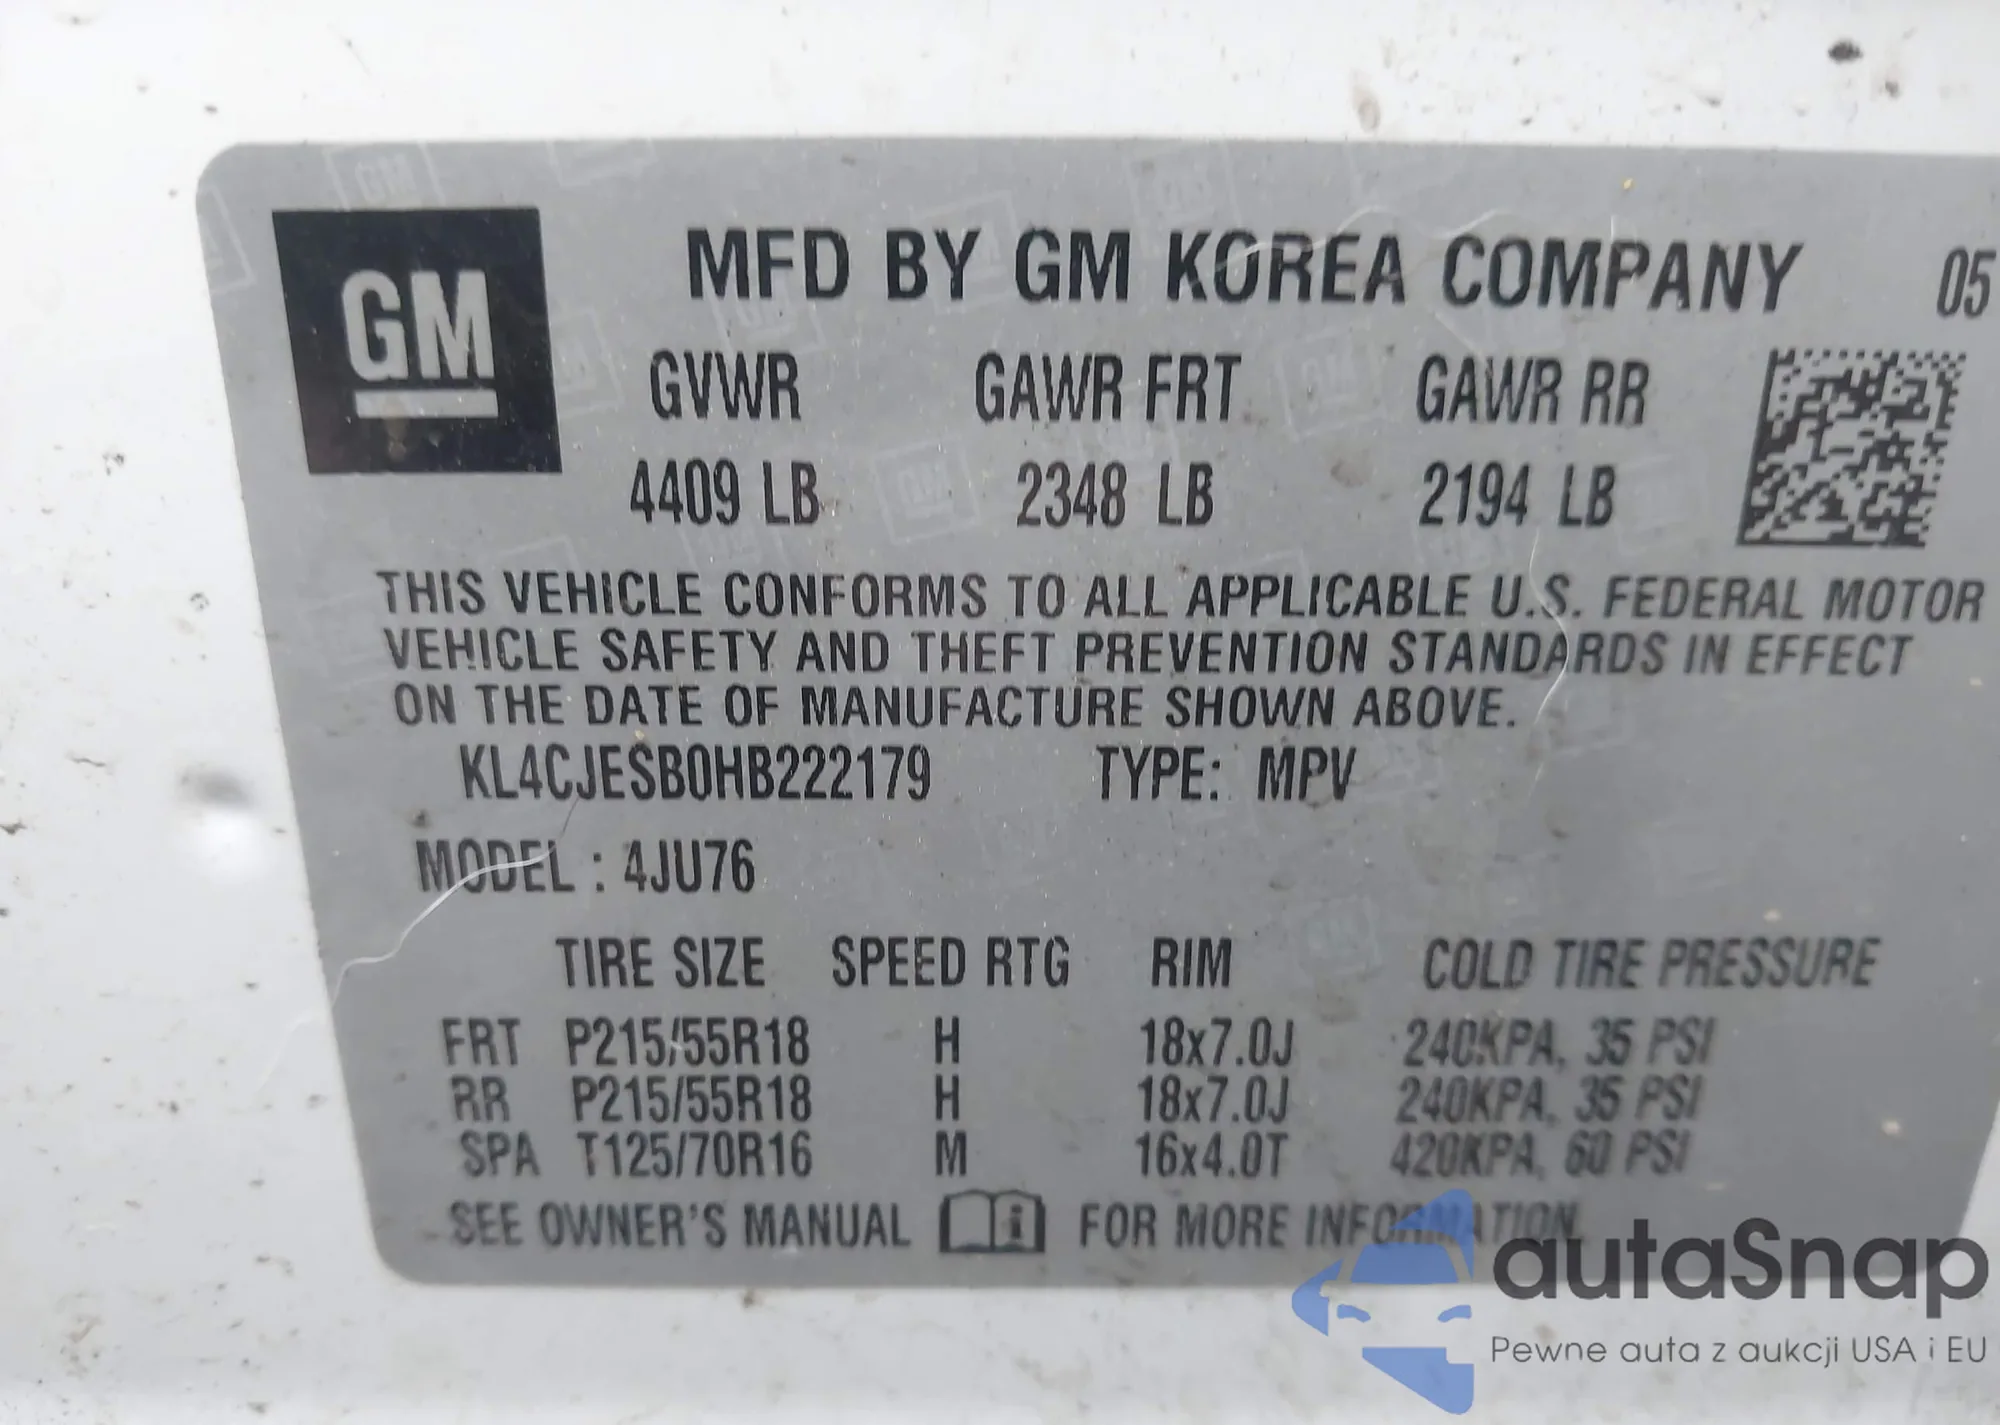 GM
MFD BY GM KOREA COMPANY 05
GVWR GAWR FRT GAWR RR
4409 LB 2348 LB 2194 LB
THIS VEHICLE CONFORMS TO ALL APPLICABLE U.S. FEDERAL MOTOR
VEHICLE SAFETY AND THEFT PREVENTION STANDARDS IN EFFECT
ON THE DATE OF MANUFACTURE SHOWN ABOVE.
KL4CJESB0HB222179 TYPE: MPV
MODEL : 4JU76
TIRE SIZE SPEED RTG RIM COLD TIRE PRESSURE
FRT P215/55R18 H 18x7.0J 240KPA, 35 PSI
RR P215/55R18 H 18x7.0J 240KPA, 35 PSI
SPA T125/70R16 M 16x4.0T 420KPA, 60 PSI
SEE OWNER'S MANUAL i FOR MORE INFORMATION
autaSnap
Pewne auta z aukcji USA i EU